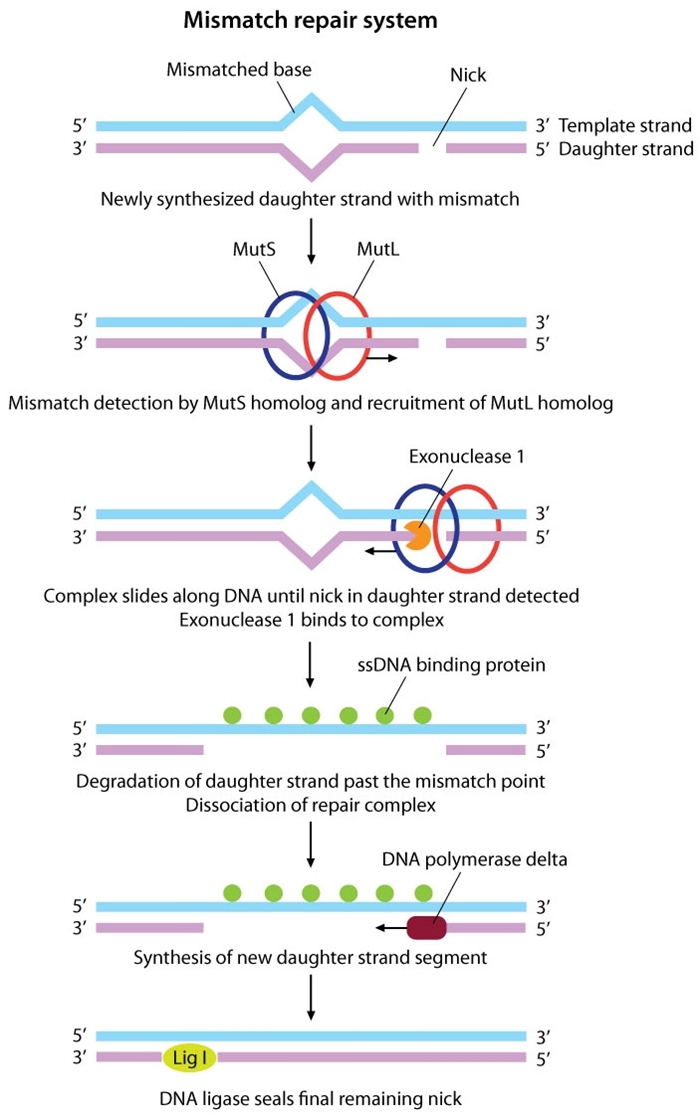 Mismatch repair system
Mismatched base
Nick
5’ 3’ Template strand
3’ 5’ Daughter strand
Newly synthesized daughter strand with mismatch
MutS MutL
5’ 3’
3’ 5’
Mismatch detection by MutS homolog and recruitment of MutL homolog
Exonuclease 1
5’ 3’
3’ 5’
Complex slides along DNA until nick in daughter strand detected
Exonuclease 1 binds to complex
ssDNA binding protein
5’ 3’
3’ 5’
Degradation of daughter strand past the mismatch point
Dissociation of repair complex
DNA polymerase delta
5’ 3’
3’ 5’
Synthesis of new daughter strand segment
5’ 3’
3’ Lig I 5’
DNA ligase seals final remaining nick